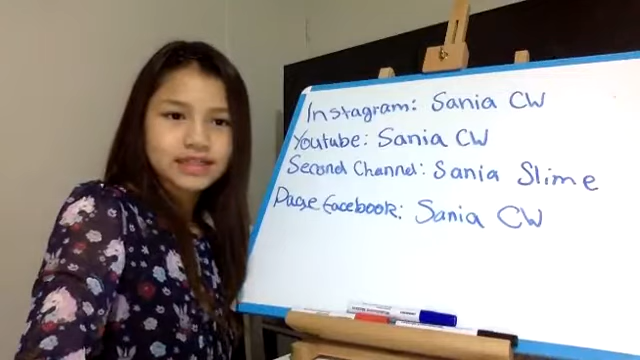 Instagram: Sania CW
Youtube: Sania CW
Second Channel: Sania Slime
Page Facebook: Sania CW